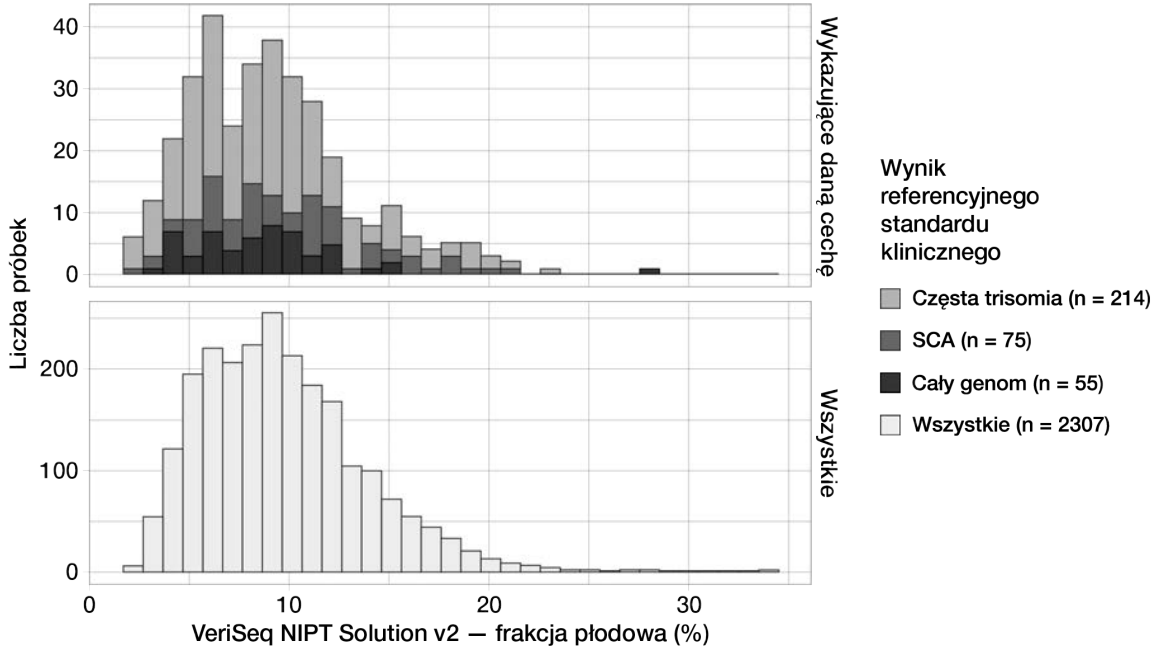 40
30
20
10
0
Wykazujące daną cechę
Liczba próbek
200
100
0
Wszystkie
0 10 20 30
VeriSeq NIPT Solution v2 — frakcja płodowa (%)
Wynik
referencyjnego
standardu
klinicznego
Częsta trisomia (n = 214)
SCA (n = 75)
Cały genom (n = 55)
Wszystkie (n = 2307)